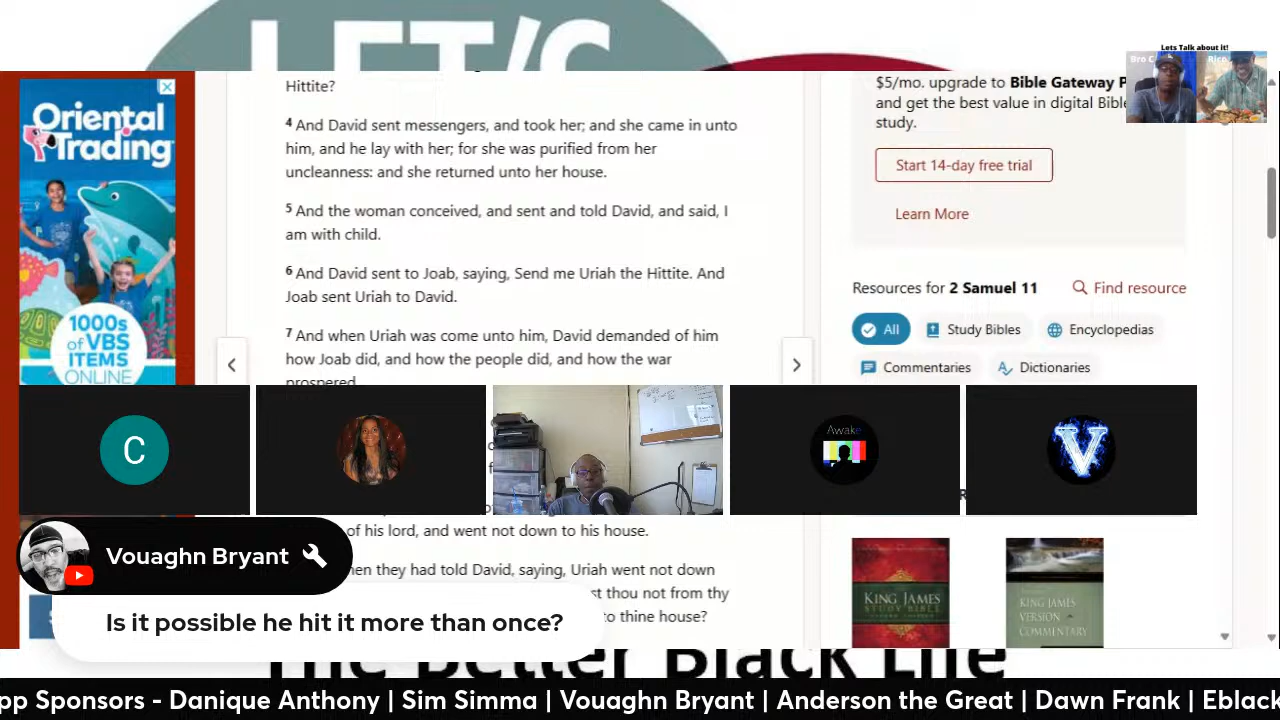 LET'S
Lets Talk about it!
Bro C
Rico
Oriental
Trading
1000s
of VBS
ITEMS
ONLINE
Hittite?
4 And David sent messengers, and took her; and she came in unto
him, and he lay with her; for she was purified from her
uncleanness: and she returned unto her house.
5 And the woman conceived, and sent and told David, and said, I
am with child.
6 And David sent to Joab, saying, Send me Uriah the Hittite. And
Joab sent Uriah to David.
7 And when Uriah was come unto him, David demanded of him
how Joab did, and how the people did, and how the war
prospered.
of his lord, and went not down to his house.
they had told David, saying, Uriah went not down
thou not from thy
to thine house?
$5/mo. upgrade to Bible Gateway P
and get the best value in digital Bible
study.
Start 14-day free trial
Learn More
Resources for 2 Samuel 11
Find resource
All
Study Bibles
Encyclopedias
Commentaries
Dictionaries
KING JAMES
STUDY BIBLE
KING JAMES
VERSION
COMMENTARY
C
Awake
V
Vouaghn Bryant
Is it possible he hit it more than once?
The Better Black Life
pp Sponsors - Danique Anthony | Sim Simma | Vouaghn Bryant | Anderson the Great | Dawn Frank | Eblack